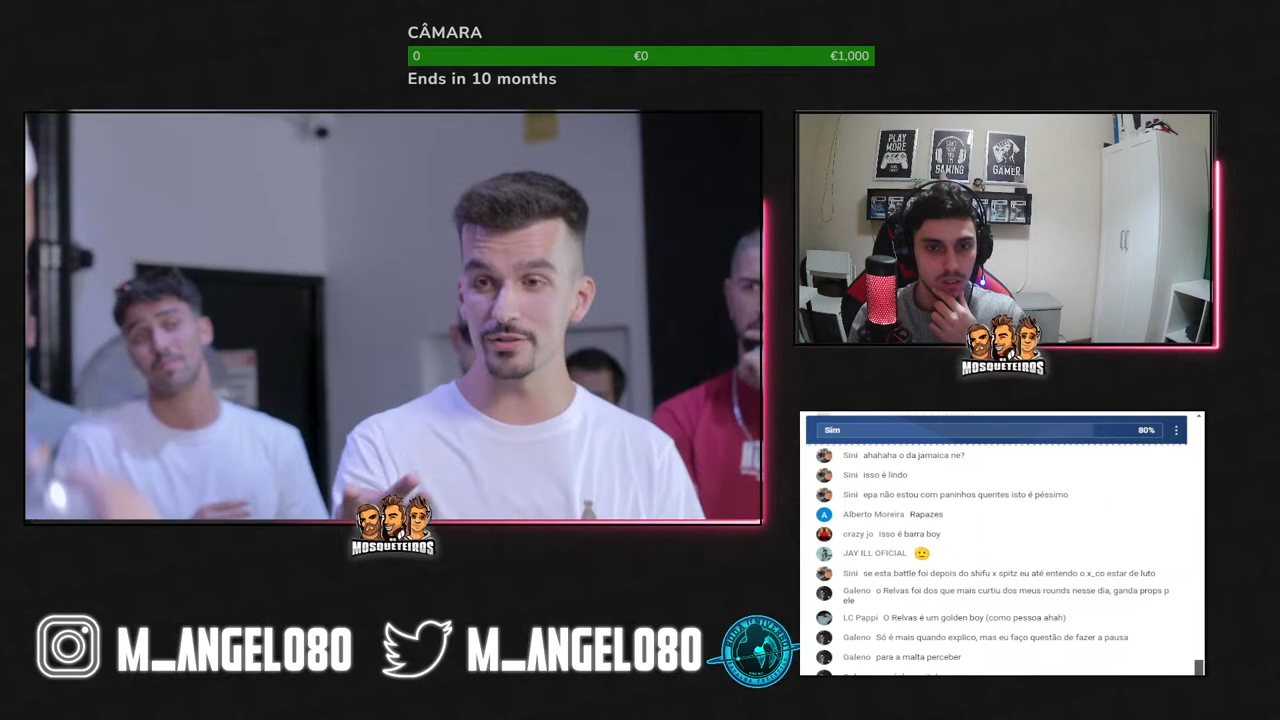 CÂMARA
0 €0 €1,000
Ends in 10 months
PLAY
MORE
GAMING
GAMER
MOSQUETEIROS
MOSQUETEIROS
Sim 80%
Sini ahahaha o da jamaica ne?
Sini isso é lindo
Sini epa não estou com paninhos quentes isto é péssimo
A Alberto Moreira Rapazes
crazy jo isso é barra boy
JAY ILL OFICIAL
Sini se esta battle foi depois do shifu x spitz eu até entendo o x_co estar de luto
Galeno o Relvas foi dos que mais curtiu dos meus rounds nesse dia, ganda props p
ele
LC Pappi O Relvas é um golden boy (como pessoa ahah)
Galeno Só é mais quando explico, mas eu faço questão de fazer a pausa
Galeno para a malta perceber
M_ANGEL080
M_ANGEL080